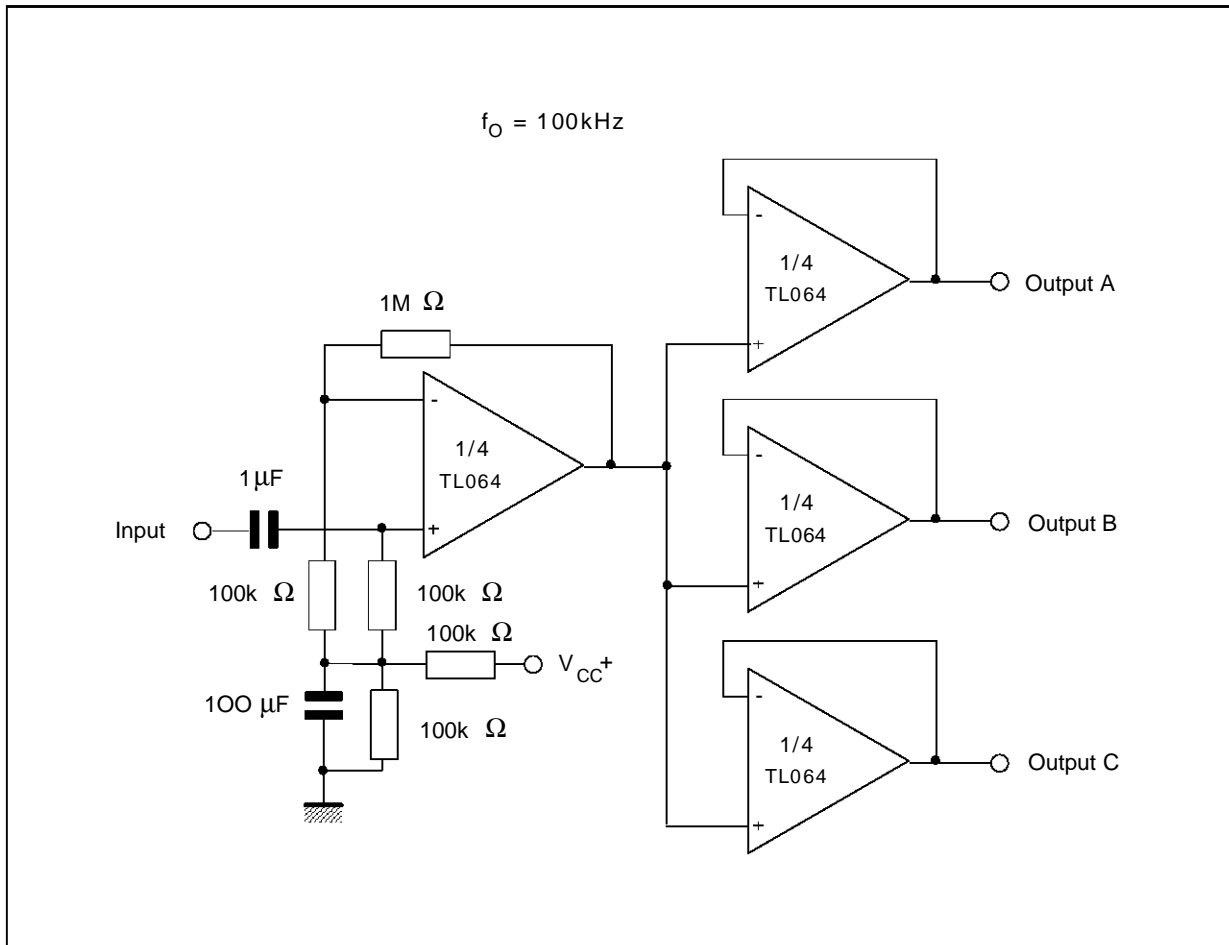 fO = 100kHz
-
1/4
TL064
+
Output A
1M Ω
-
1/4
TL064
+
1μF
Input
100k Ω
100k Ω
100k Ω
VCC+
100 μF
100k Ω
-
1/4
TL064
+
Output B
-
1/4
TL064
+
Output C